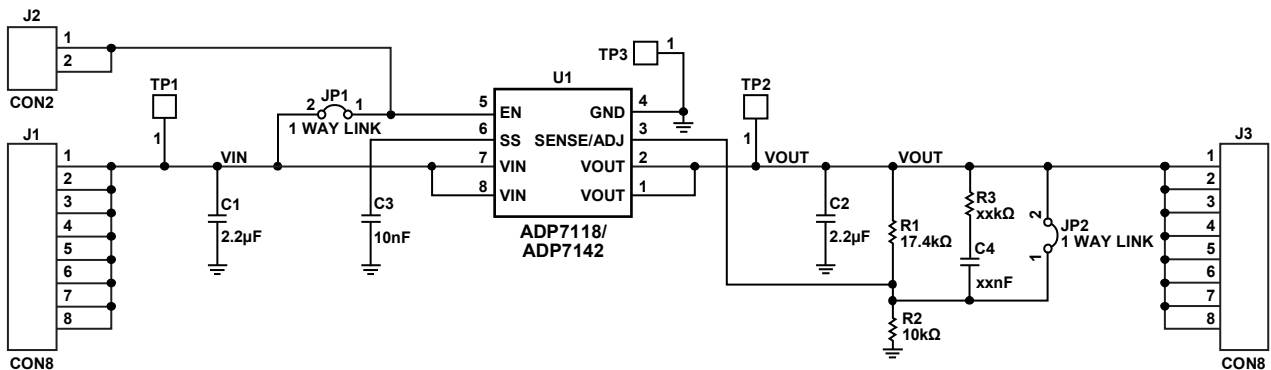 J2
1
2
CON2
TP1
1
JP1
2 1
1 WAY LINK
J1
1
2
3
4
5
6
7
8
CON8
VIN
C1
2.2µF
C3
10nF
U1
5 EN
6 SS
7 VIN
8 VIN
GND 4
SENSE/ADJ 3
VOUT 2
VOUT 1
ADP7118/
ADP7142
TP3
1
TP2
1
VOUT
VOUT
C2
2.2µF
R1
17.4kΩ
R3
xxkΩ
C4
xxnF
2
JP2
1 WAY LINK
1
R2
10kΩ
J3
1
2
3
4
5
6
7
8
CON8